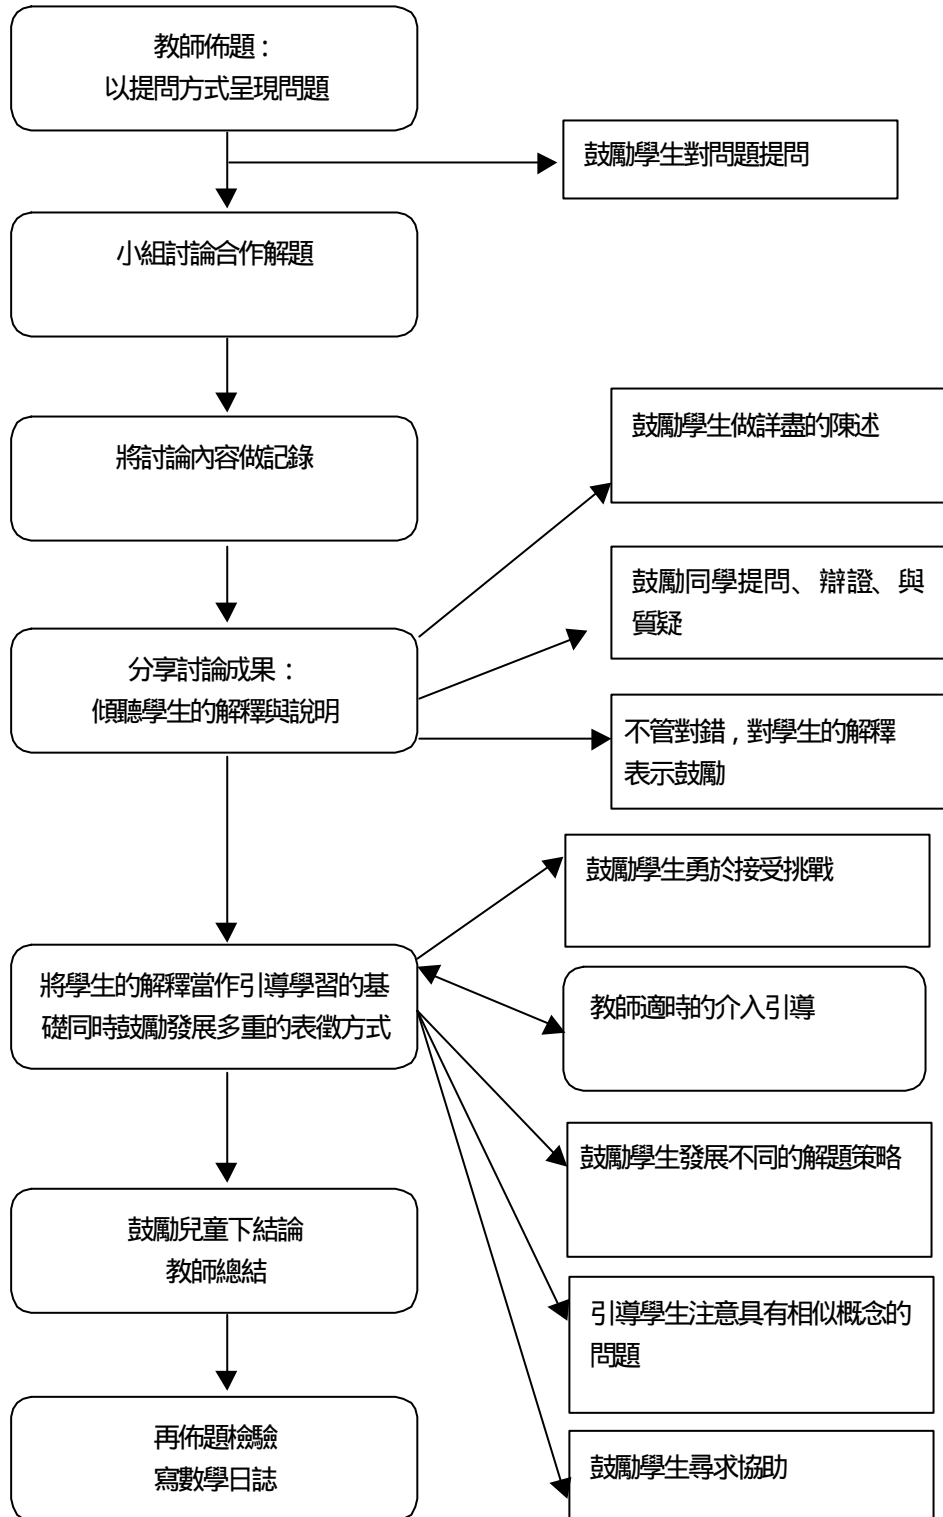 教師佈題：
以提問方式呈現問題
鼓勵學生對問題提問
小組討論合作解題
將討論內容做記錄
鼓勵學生做詳盡的陳述
鼓勵同學提問、辯證、與
質疑
分享討論成果：
傾聽學生的解釋與說明
不管對錯，對學生的解釋
表示鼓勵
鼓勵學生勇於接受挑戰
將學生的解釋當作引導學習的基
礎同時鼓勵發展多重的表徵方式
教師適時的介入引導
鼓勵學生發展不同的解題策略
鼓勵兒童下結論
教師總結
引導學生注意具有相似概念的
問題
再佈題檢驗
寫數學日誌
鼓勵學生尋求協助